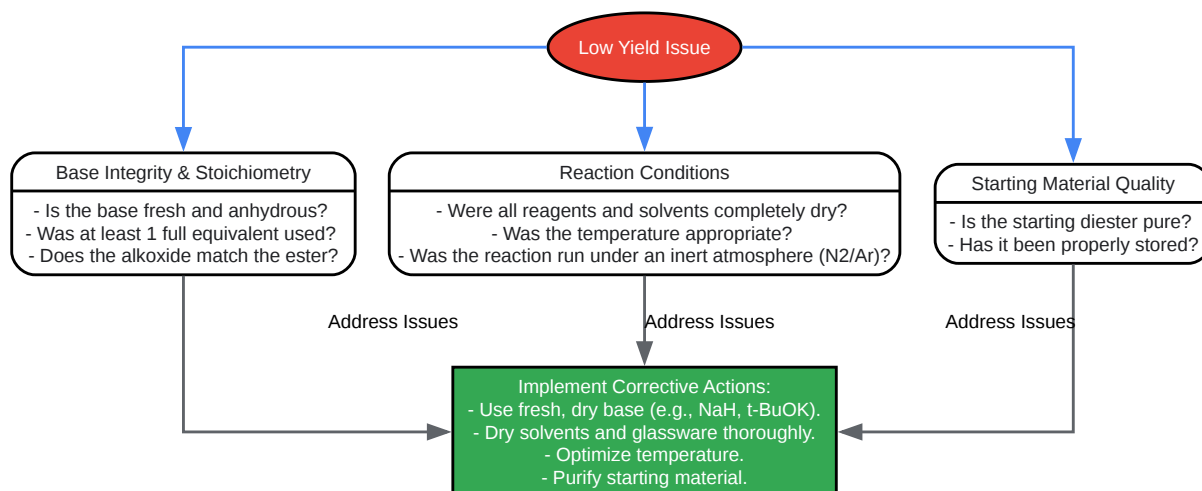 Low Yield Issue
Base Integrity & Stoichiometry
- Is the base fresh and anhydrous?
- Was at least 1 full equivalent used?
- Does the alkoxide match the ester?
Reaction Conditions
- Were all reagents and solvents completely dry?
- Was the temperature appropriate?
- Was the reaction run under an inert atmosphere (N2/Ar)?
Starting Material Quality
- Is the starting diester pure?
- Has it been properly stored?
Address Issues
Address Issues
Address Issues
Implement Corrective Actions:
- Use fresh, dry base (e.g., NaH, t-BuOK).
- Dry solvents and glassware thoroughly.
- Optimize temperature.
- Purify starting material.